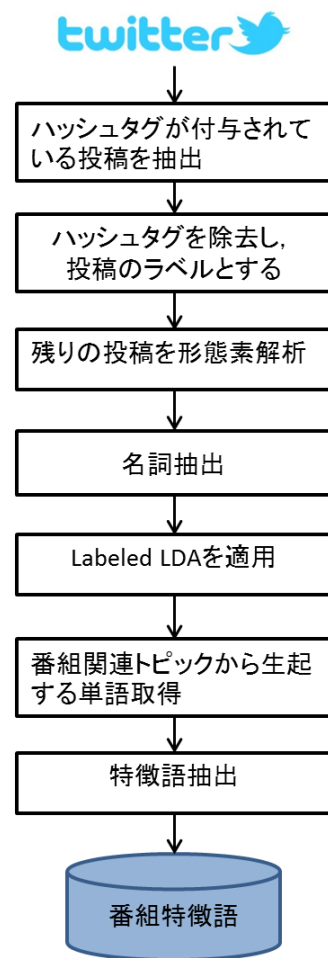 twitter
ハッシュタグが付与されて
いる投稿を抽出
ハッシュタグを除去し,
投稿のラベルとする
残りの投稿を形態素解析
名詞抽出
Labeled LDAを適用
番組関連トピックから生起
する単語取得
特徴語抽出
番組特徴語